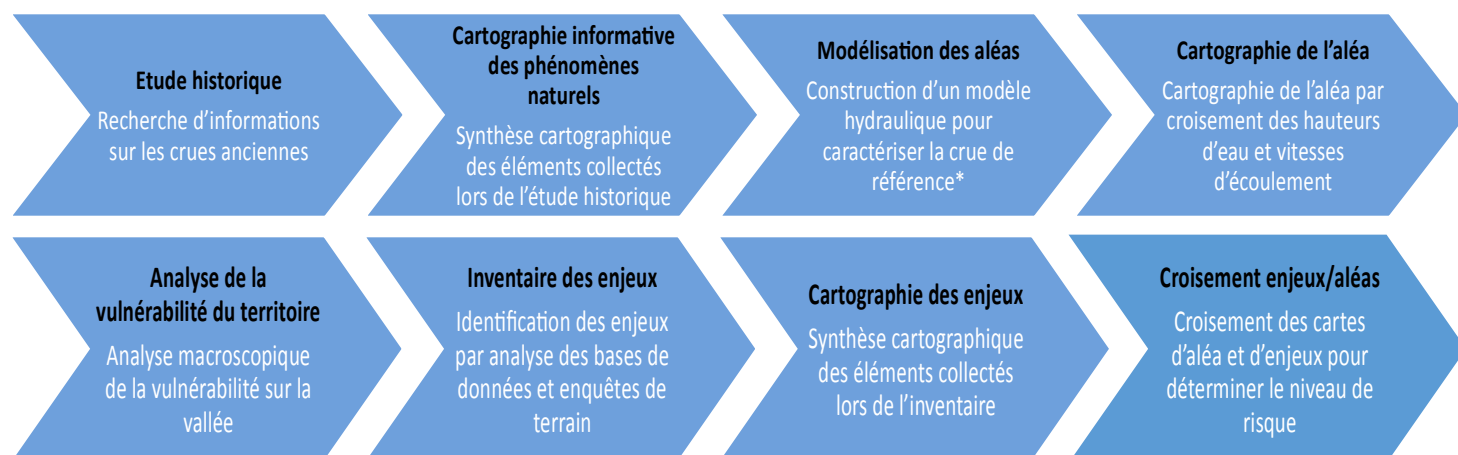 Etude historique
Recherche d'informations
sur les crues anciennes
Cartographie informative
des phénomènes
naturels
Synthèse cartographique
des éléments collectés
lors de l'étude historique
Modélisation des aléas
Construction d'un modèle
hydraulique pour
caractériser la crue de
référence*
Cartographie de l'aléa
Cartographie de l'aléa par
croisement des hauteurs
d'eau et vitesses
d'écoulement
Analyse de la
vulnérabilité du territoire
Analyse macroscopique
de la vulnérabilité sur la
vallée
Inventaire des enjeux
Identification des enjeux
par analyse des bases de
données et enquêtes de
terrain
Cartographie des enjeux
Synthèse cartographique
des éléments collectés
lors de l'inventaire
Croisement enjeux/aléas
Croisement des cartes
d'aléa et d'enjeux pour
déterminer le niveau de
risque